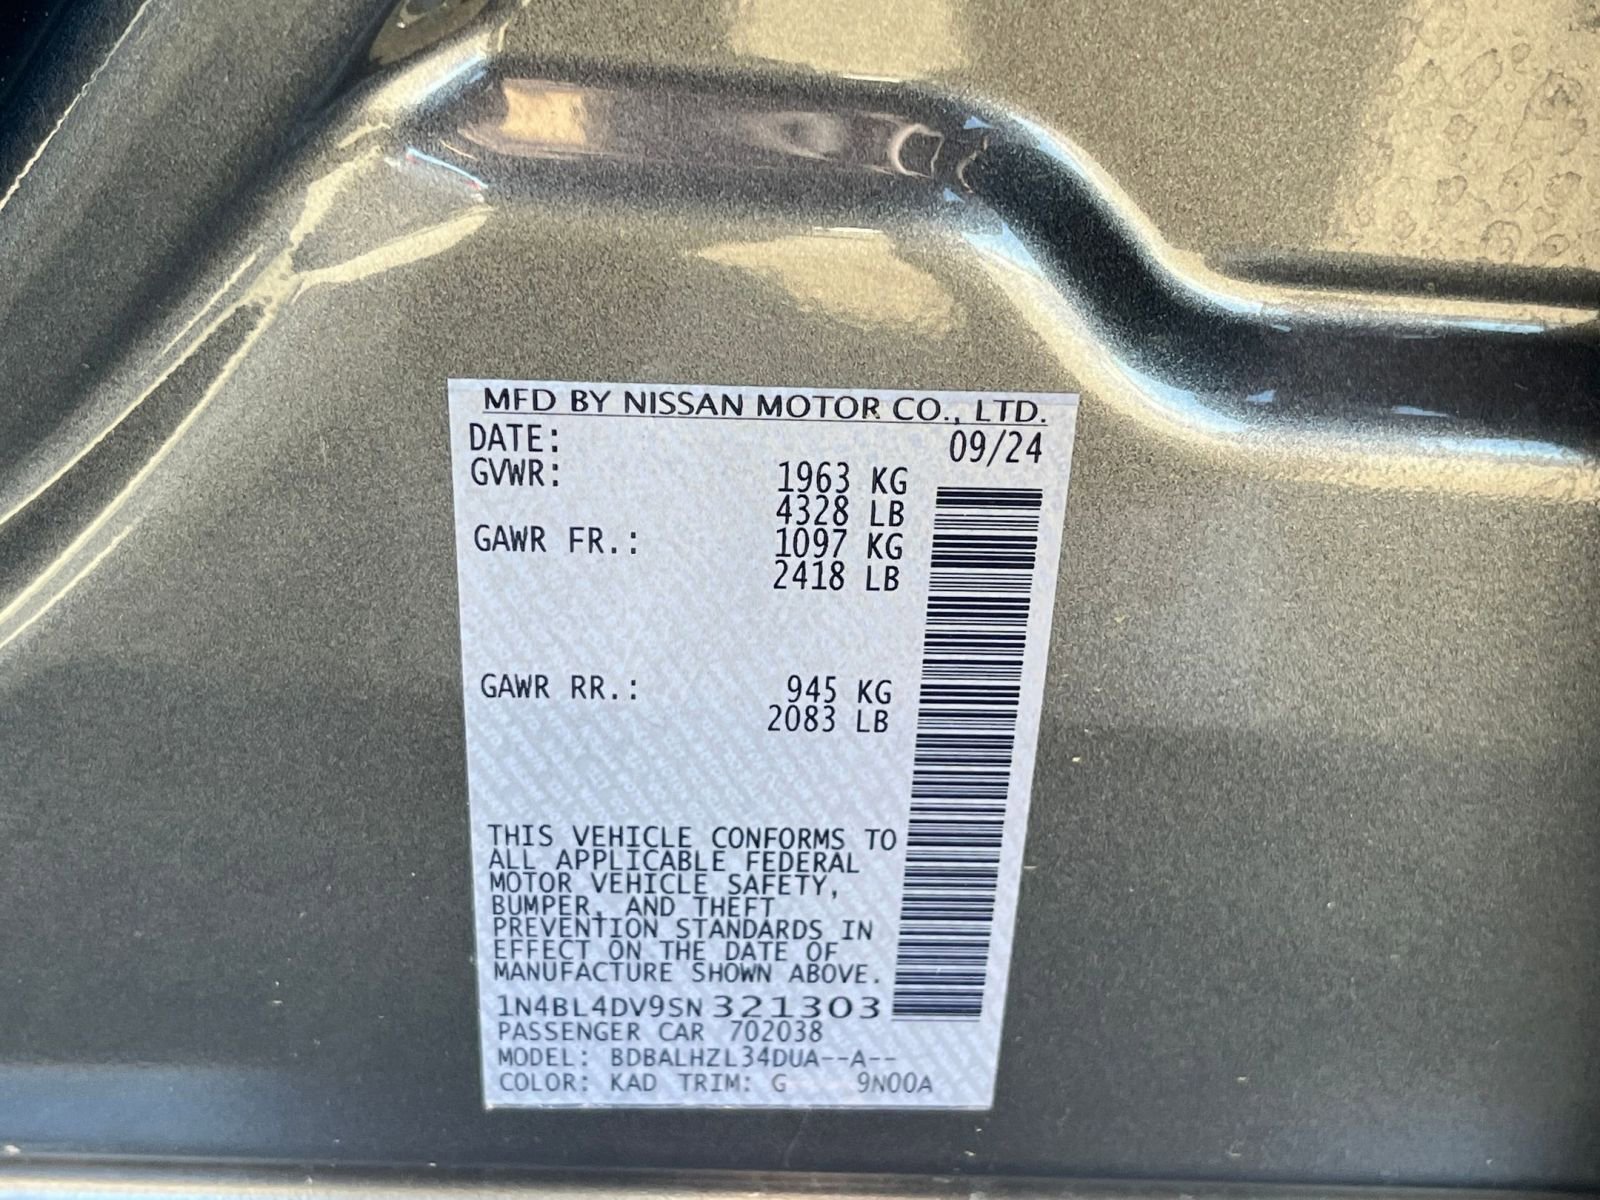 MFD BY NISSAN MOTOR CO., LTD.
DATE: 09/24
GVWR: 1963 KG
4328 LB
GAWR FR.: 1097 KG
2418 LB
GAWR RR.: 945 KG
2083 LB
THIS VEHICLE CONFORMS TO
ALL APPLICABLE FEDERAL
MOTOR VEHICLE SAFETY,
BUMPER, AND THEFT
PREVENTION STANDARDS IN
EFFECT ON THE DATE OF
MANUFACTURE SHOWN ABOVE.
1N4BL4DV9SN321303
PASSENGER CAR 702038
MODEL: BDBALHZL34DUA--A--
COLOR: KAD TRIM: G 9N00A